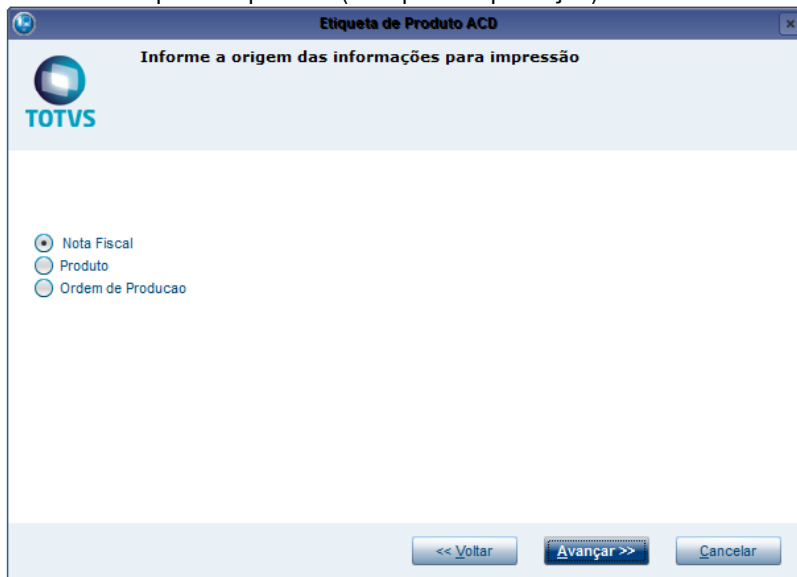 Etiqueta de Produto ACD
Informe a origem das informações para impressão
TOTVS
Nota Fiscal
Produto
Ordem de Producao
<< Voltar
Avançar >>
Cancelar